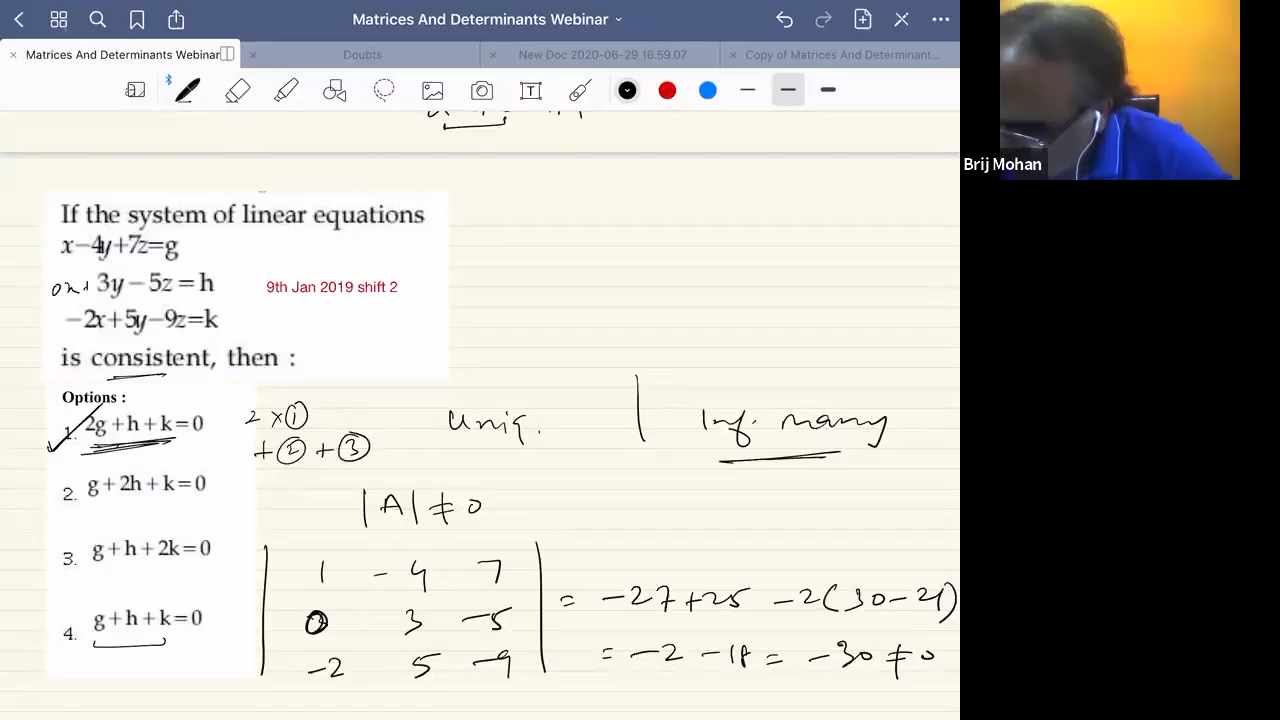 Matrices And Determinants Webinar
Matrices And Determinants Webinar
Doubts
New Doc 2020-06-29 16.59.07
Copy of Matrices And Determinant...
Brij Mohan
If the system of linear equations
x−4y+7z=g
0x+ 3y−5z=h
9th Jan 2019 shift 2
−2x+5y−9z=k
is consistent, then :
Options :
1. 2g+h+k=0
2. g+2h+k=0
3. g+h+2k=0
4. g+h+k=0
2 × ①
+ ② + ③
Uniq.
Inf. many
|A| ≠ 0
1 −4 7
0 3 −5
−2 5 −9
= −27+25 −2(30−21)
= −2 −18 = −30 ≠ 0